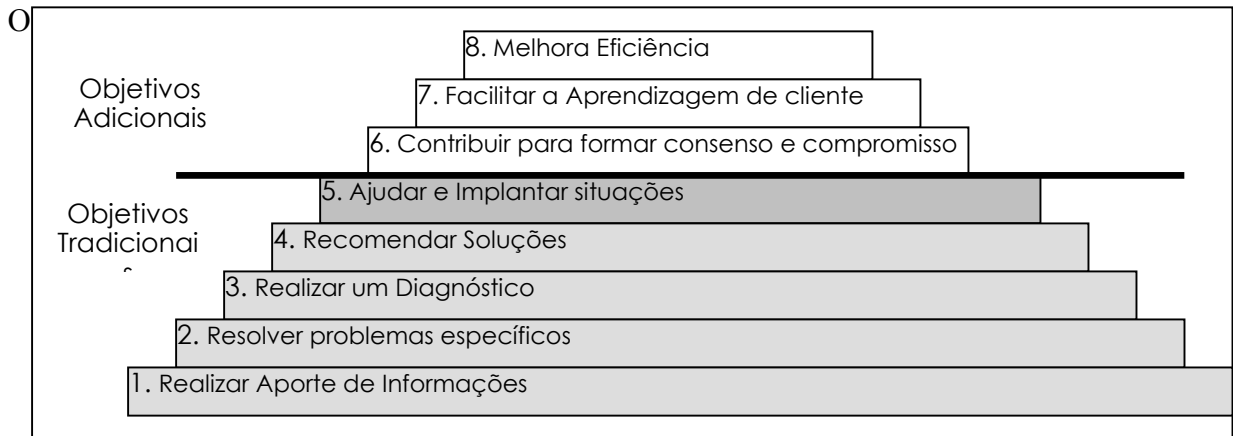 O
8. Melhora Eficiência
Objetivos
Adicionais
7. Facilitar a Aprendizagem de cliente
6. Contribuir para formar consenso e compromisso
5. Ajudar e Implantar situações
Objetivos
Tradicionai
s
4. Recomendar Soluções
3. Realizar um Diagnóstico
2. Resolver problemas específicos
1. Realizar Aporte de Informações